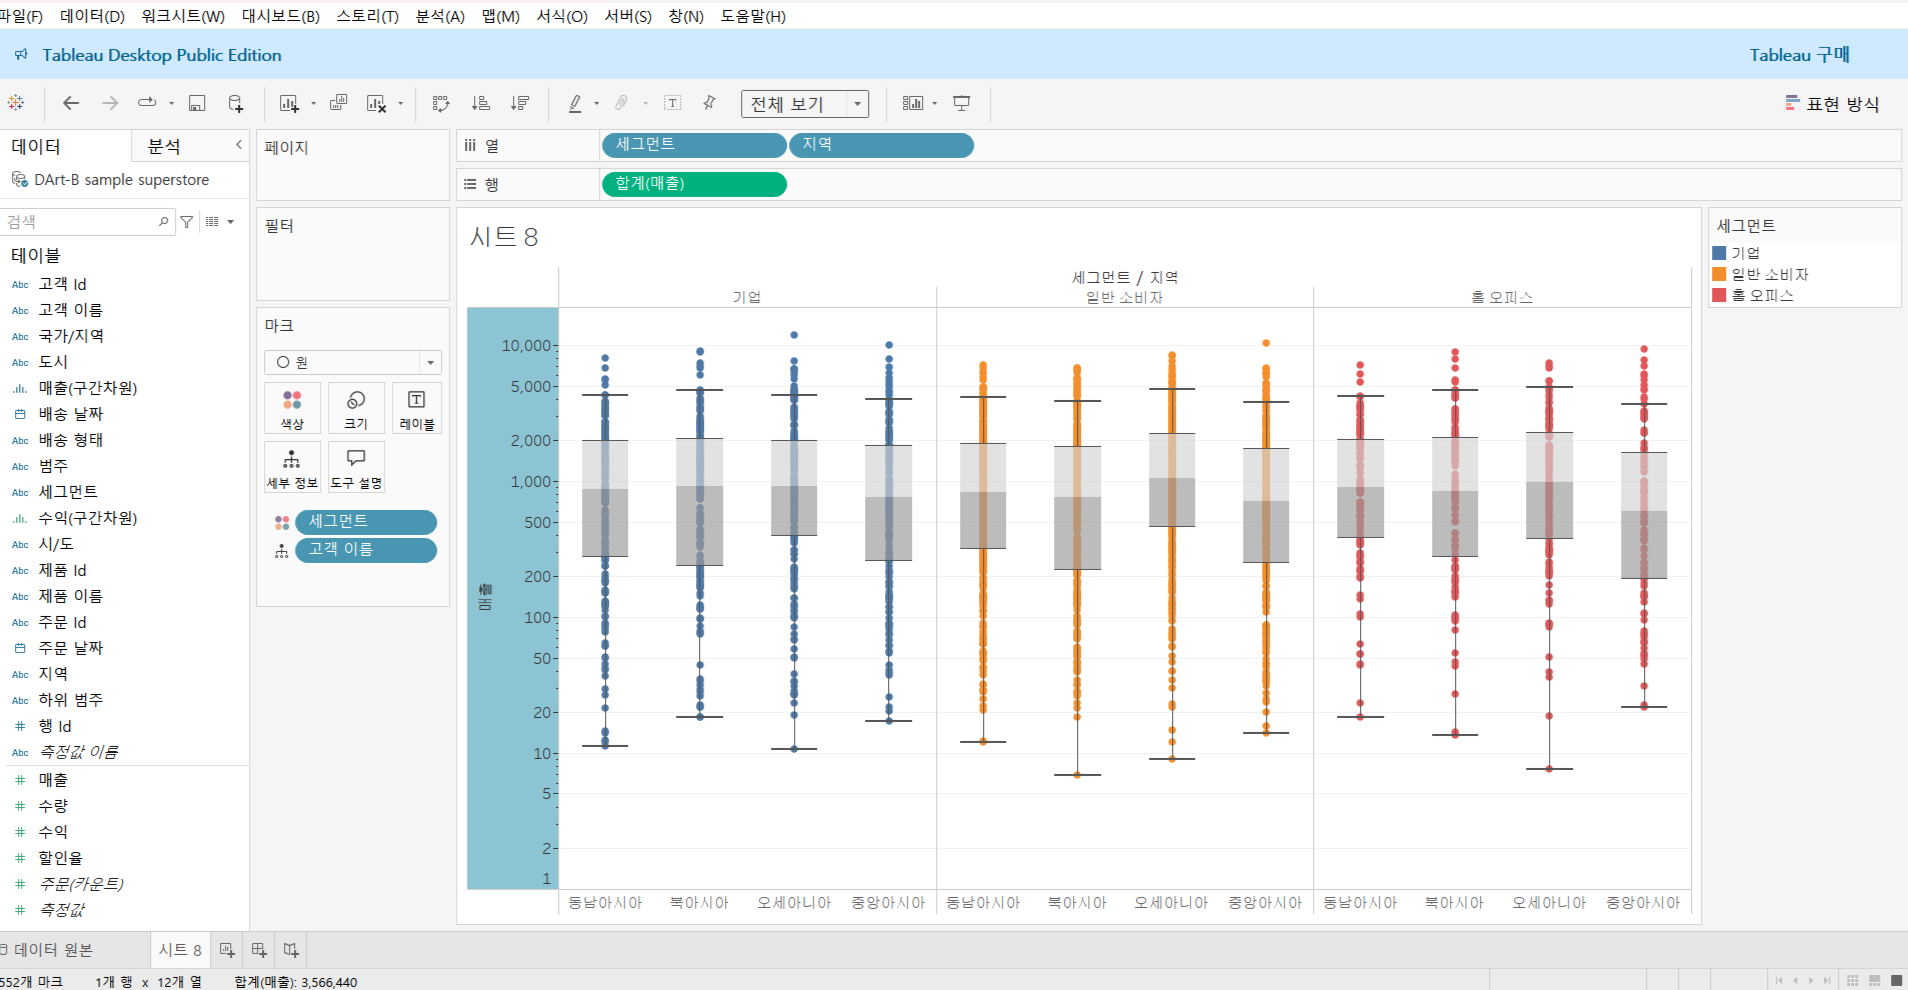 파일(F) 데이터(D) 워크시트(W) 대시보드(B) 스토리(T) 분석(A) 맵(M) 서식(O) 서버(S) 창(N) 도움말(H)
Tableau Desktop Public Edition Tableau 구매
전체 보기 표현 방식
데이터 분석
DArt-B sample superstore
검색
테이블
Abc 고객 Id
Abc 고객 이름
Abc 국가/지역
Abc 도시
매출(구간차원)
배송 날짜
Abc 배송 형태
Abc 범주
Abc 세그먼트
수익(구간차원)
Abc 시/도
Abc 제품 Id
Abc 제품 이름
Abc 주문 Id
주문 날짜
Abc 지역
Abc 하위 범주
# 행 Id
Abc 측정값 이름
# 매출
# 수량
# 수익
# 할인율
# 주문(카운트)
# 측정값
페이지
필터
마크
원
색상 크기 레이블
세부 정보 도구 설명
세그먼트
고객 이름
열 세그먼트 지역
행 합계(매출)
시트 8
세그먼트 / 지역
기업 일반 소비자 홈 오피스
매출
10,000
5,000
2,000
1,000
500
200
100
50
20
10
5
2
1
동남아시아 북아시아 오세아니아 중앙아시아 동남아시아 북아시아 오세아니아 중앙아시아 동남아시아 북아시아 오세아니아 중앙아시아
세그먼트
기업
일반 소비자
홈 오피스
데이터 원본 시트 8
552개 마크 1개 행 x 12개 열 합계(매출): 3,566,440